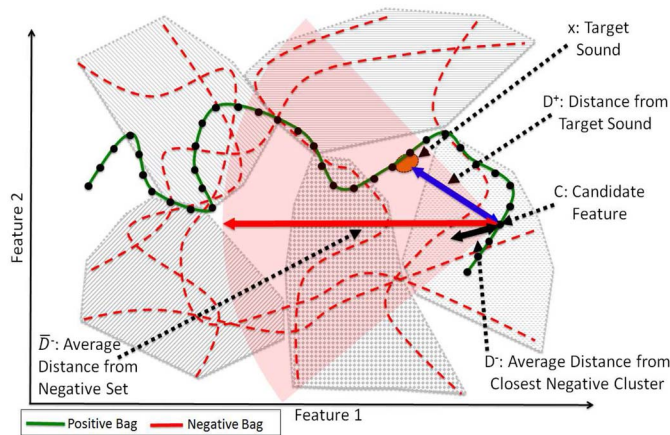 x: Target
Sound
D⁺: Distance from
Target Sound
C: Candidate
Feature
Feature 2
D̅⁻: Average
Distance from
Negative Set
D⁻: Average Distance from
Closest Negative Cluster
Feature 1
Positive Bag
Negative Bag